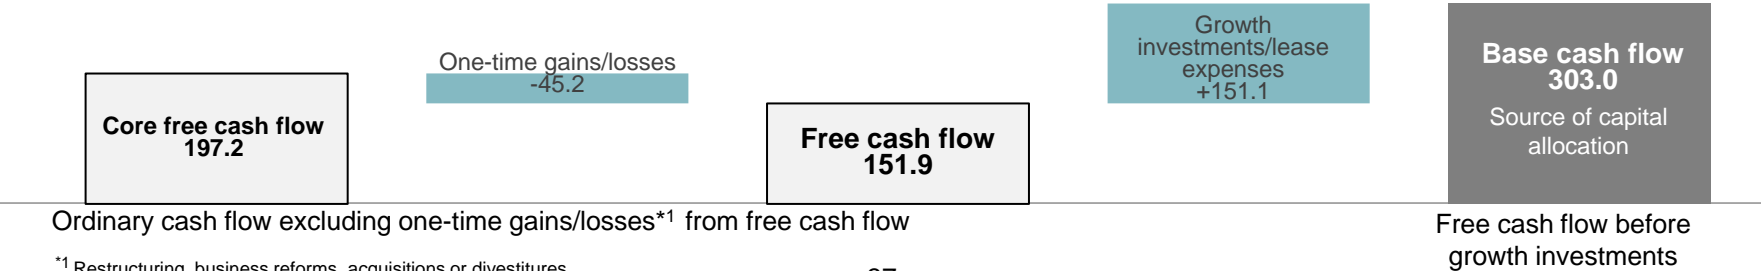 Core free cash flow
197.2
One-time gains/losses
-45.2
Free cash flow
151.9
Growth
investments/lease
expenses
+151.1
Base cash flow
303.0
Source of capital
allocation
Ordinary cash flow excluding one-time gains/losses*1 from free cash flow
Free cash flow before
growth investments
*1 Restructuring, business reforms, acquisitions or divestitures